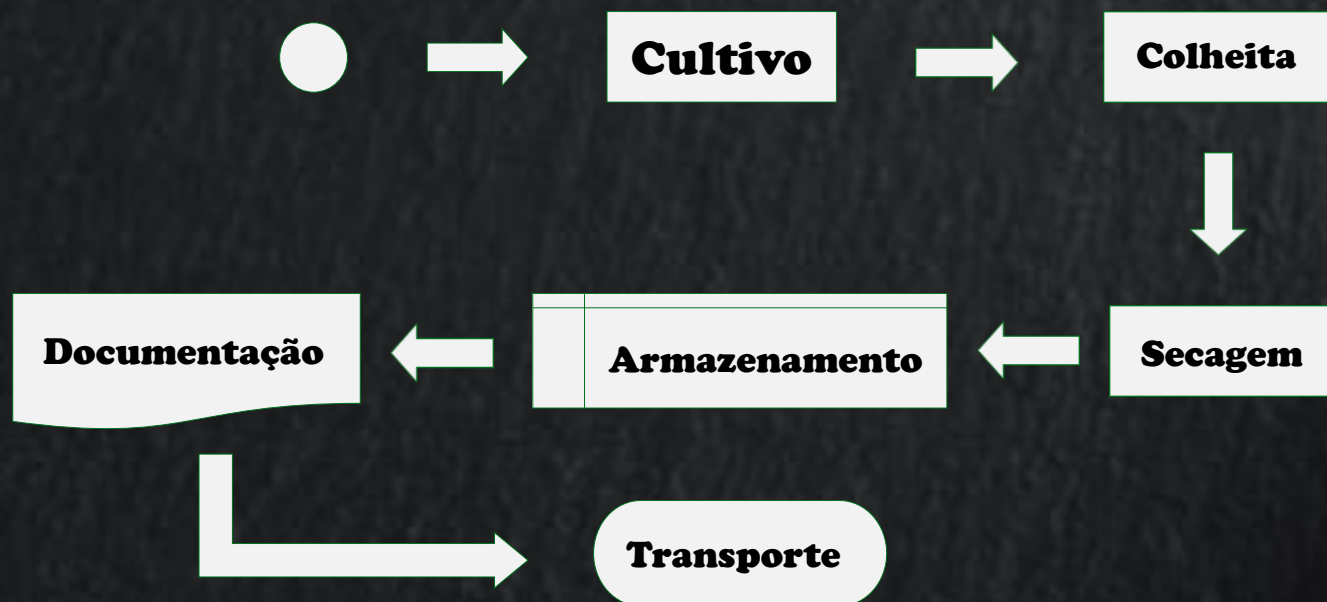 Cultivo
Colheita
Secagem
Armazenamento
Documentação
Transporte